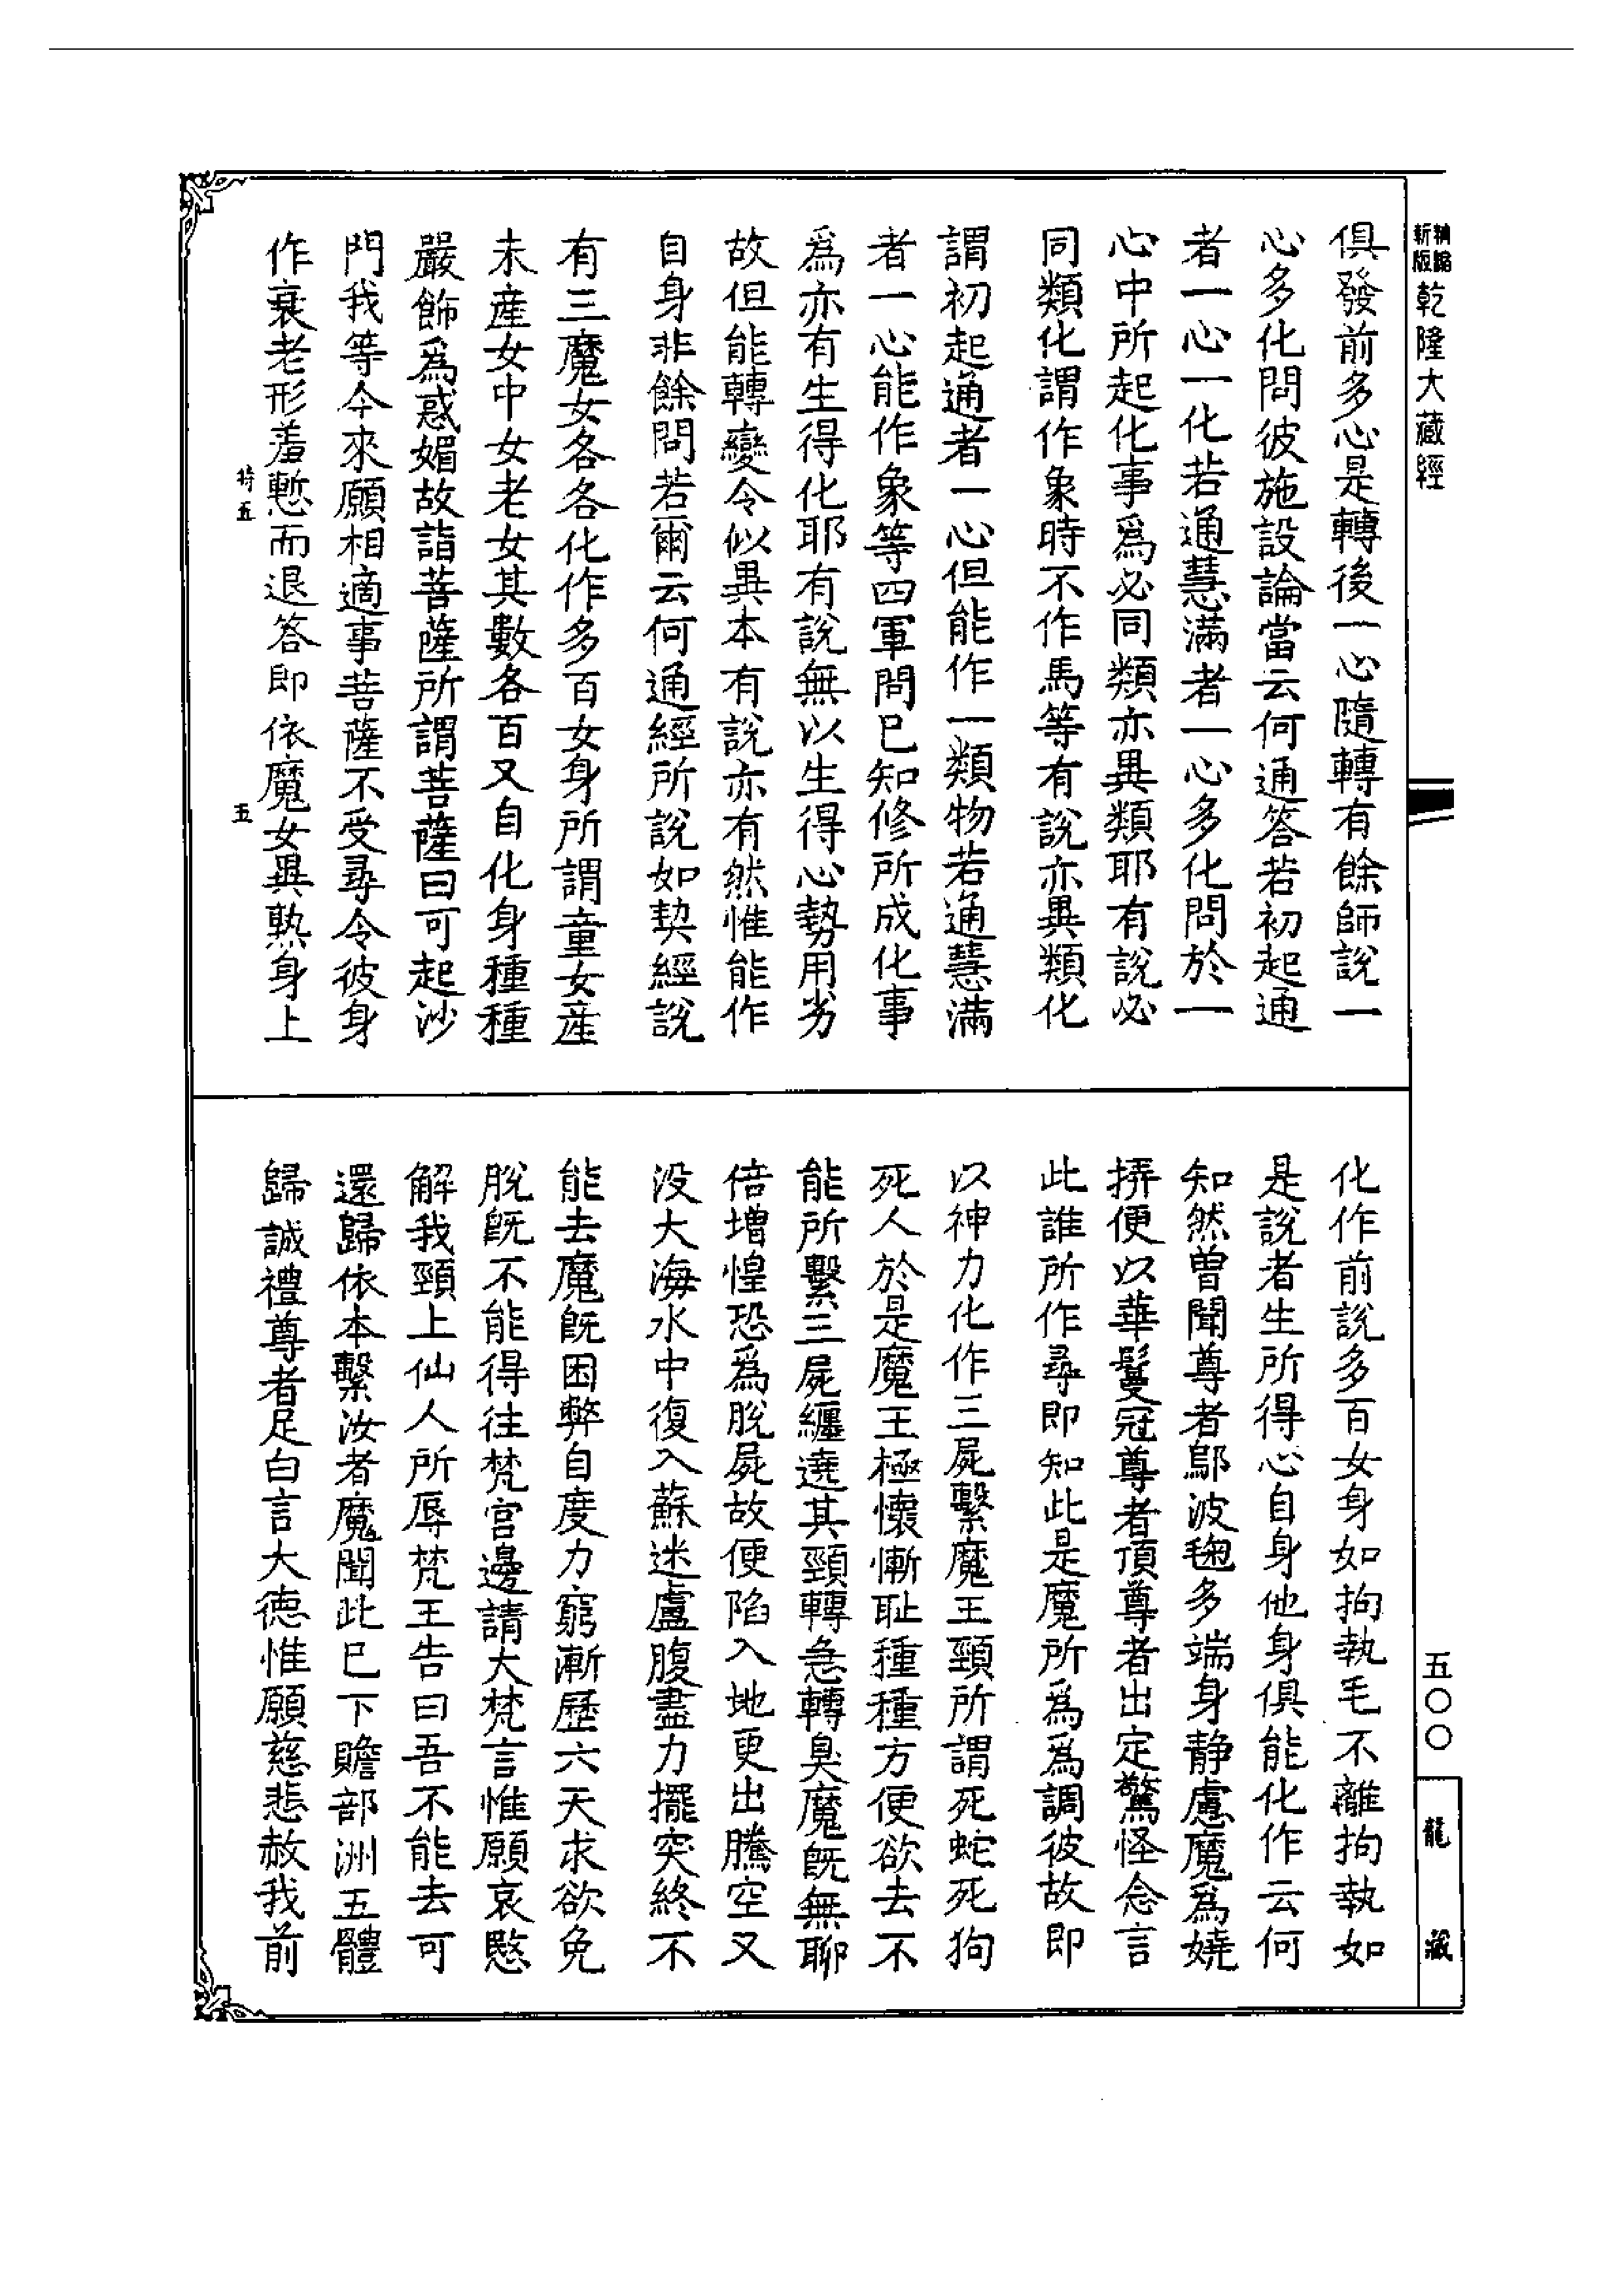 新版
精縮
乾隆大藏經
俱發前多心是轉後一心隨轉有餘師說一
心多化問彼施設論當云何通答若初起通
者一心一化若通慧滿者一心多化問於一
心中所起化事爲必同類亦異類耶有說必
同類化謂作象時不作馬等有說亦異類化
謂初起通者一心但能作一類物若通慧滿
者一心能作象等四軍問已知修所成化事
爲亦有生得化耶有說無以生得心勢用劣
故但能轉變令似異本有說亦有然惟能作
自身非餘問若爾云何通經所說如契經說
有三魔女各各化作多百女身所謂童女產
未產女中女老女其數各百又自化身種種
嚴飾爲惑媚故詣菩薩所謂菩薩曰可起沙
門我等今來願相適事菩薩不受尋令彼身
作衰老形羞慙而退答即依魔女異熟身上
特五
五
化作前說多百女身如拘執毛不離拘執如
是說者生所得心自身他身俱能化作云何
知然曾聞尊者鄔波毱多端身靜慮魔爲嬈
拼便以華鬘冠尊者頂尊者出定驚怪念言
此誰所作尋即知此是魔所爲爲調彼故即
以神力化作三屍繫魔王頸所謂死蛇死狗
死人於是魔王極懷慚耻種種方便欲去不
能所繫三屍纏遶其頸轉急轉臭魔既無聊
倍增惶恐爲脫屍故便陷入地更出騰空又
沒大海水中復入蘇迷盧腹盡力擺突終不
能去魔既困弊自度力窮漸歷六天求欲免
脫既不能得往梵宮邊請大梵言惟願哀愍
解我頸上仙人所辱梵王告曰吾不能去可
還歸依本繫汝者魔聞此已下贍部洲五體
歸誠禮尊者足白言大德惟願慈悲赦我前
五〇〇
龍藏